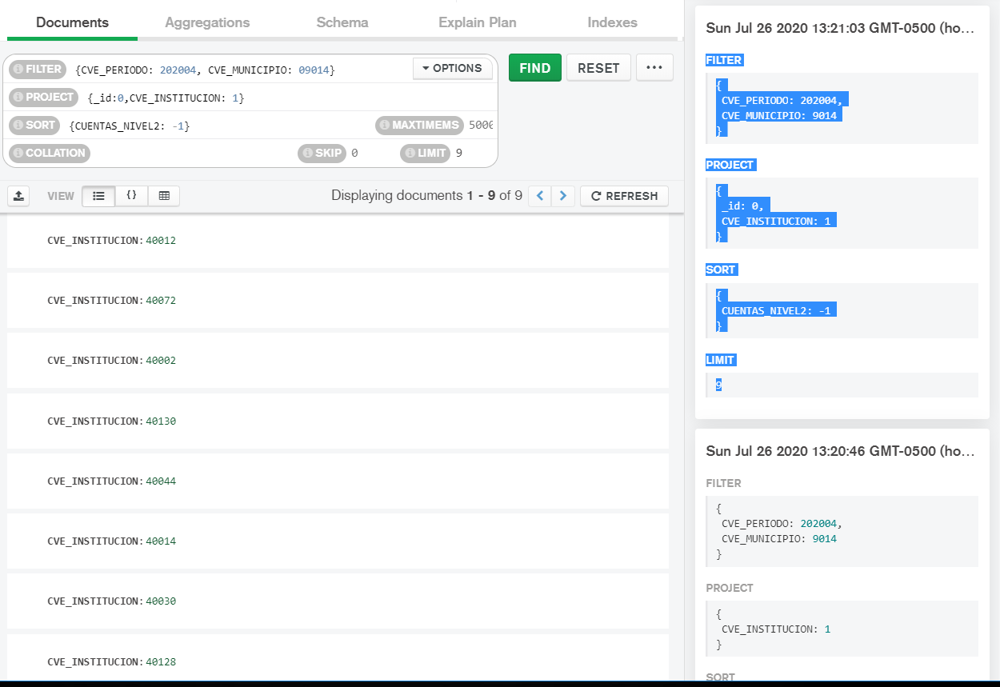 Documents Aggregations Schema Explain Plan Indexes
FILTER {CVE_PERIODO: 202004, CVE_MUNICIPIO: 09014} OPTIONS FIND RESET ...
PROJECT {_id:0,CVE_INSTITUCION: 1}
SORT {CUENTAS_NIVEL2: -1} MAXTIMEMS 5000
COLLATION SKIP 0 LIMIT 9
VIEW {} Displaying documents 1 - 9 of 9 < > REFRESH
CVE_INSTITUCION: 40012
CVE_INSTITUCION: 40072
CVE_INSTITUCION: 40002
CVE_INSTITUCION: 40130
CVE_INSTITUCION: 40044
CVE_INSTITUCION: 40014
CVE_INSTITUCION: 40030
CVE_INSTITUCION: 40128
Sun Jul 26 2020 13:21:03 GMT-0500 (ho...
FILTER
{
CVE_PERIODO: 202004,
CVE_MUNICIPIO: 9014
}
PROJECT
{
_id: 0,
CVE_INSTITUCION: 1
}
SORT
{
CUENTAS_NIVEL2: -1
}
LIMIT
9
Sun Jul 26 2020 13:20:46 GMT-0500 (ho...
FILTER
{
CVE_PERIODO: 202004,
CVE_MUNICIPIO: 9014
}
PROJECT
{
CVE_INSTITUCION: 1
}
SORT